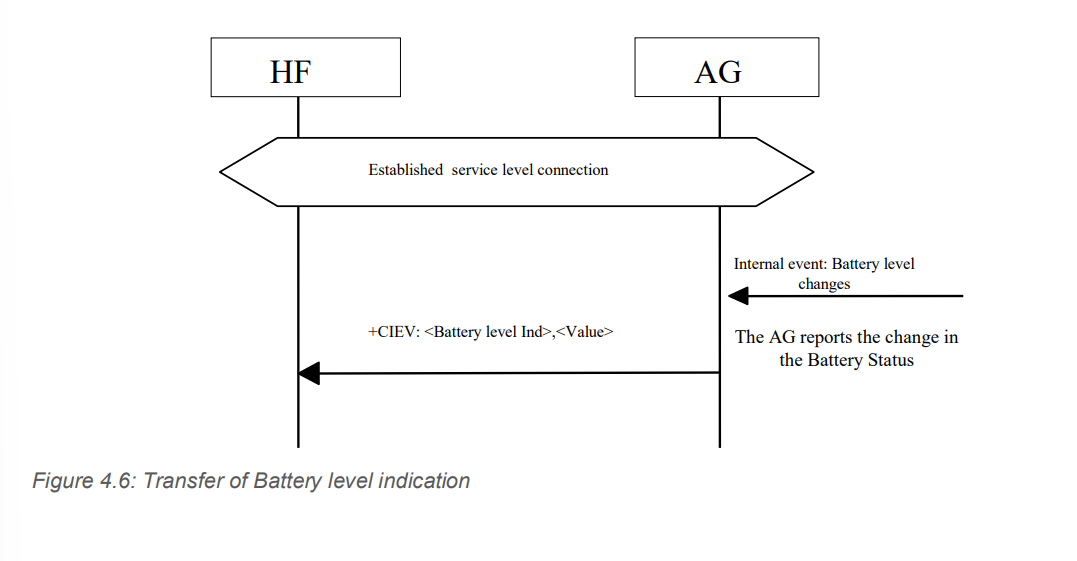 HF
AG
Established service level connection
Internal event: Battery level
changes
+CIEV: <Battery level Ind>,<Value>
The AG reports the change in
the Battery Status
Figure 4.6: Transfer of Battery level indication